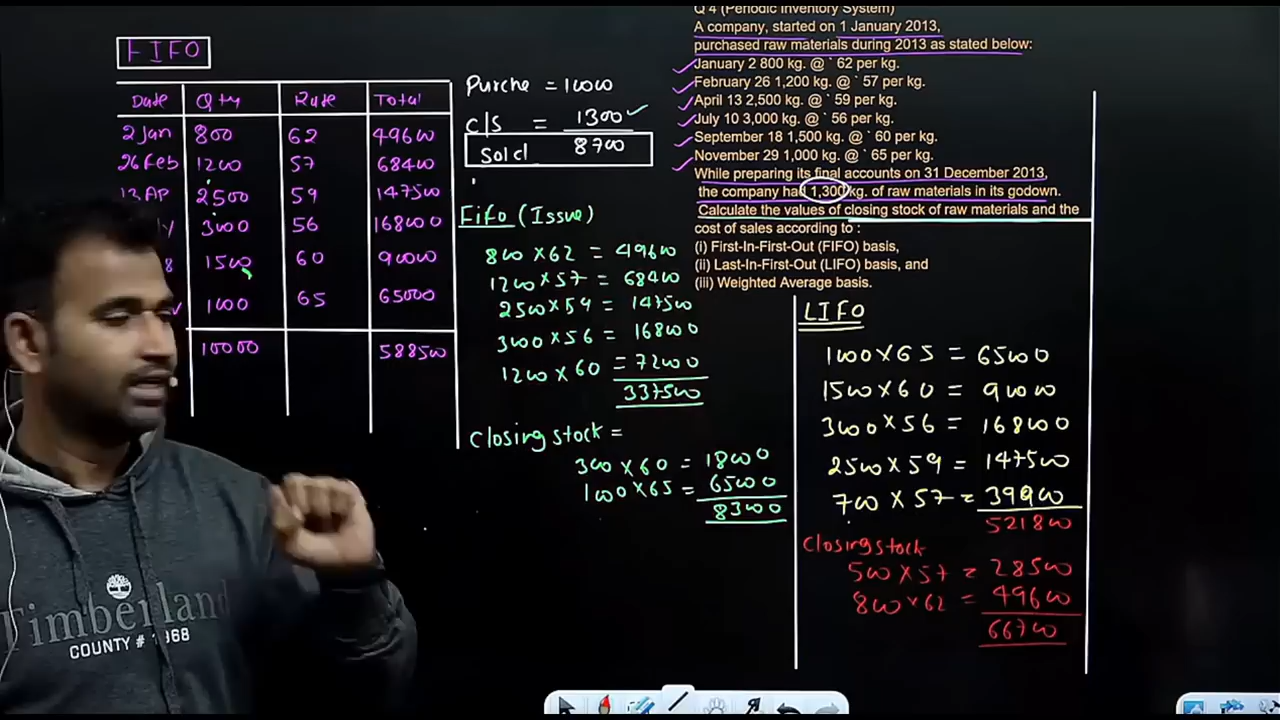 Q 4 (Periodic Inventory System)
A company, started on 1 January 2013,
purchased raw materials during 2013 as stated below:
January 2 800 kg. @ ` 62 per kg.
February 26 1,200 kg. @ ` 57 per kg.
April 13 2,500 kg. @ ` 59 per kg.
July 10 3,000 kg. @ ` 56 per kg.
September 18 1,500 kg. @ ` 60 per kg.
November 29 1,000 kg. @ ` 65 per kg.
While preparing its final accounts on 31 December 2013,
the company had 1,300 kg. of raw materials in its godown.
Calculate the values of closing stock of raw materials and the
cost of sales according to :
(i) First-In-First-Out (FIFO) basis,
(ii) Last-In-First-Out (LIFO) basis, and
(iii) Weighted Average basis.
FIFO
Date Qty Rate Total
2 Jan 800 62 49600
26 Feb 1200 57 68400
13 AP 2500 59 147500
3000 56 168000
1500 60 90000
1000 65 65000
10000 588500
Purche = 10000
C/S = 1300
Sold 8700
Fifo (Issue)
800 x 62 = 49600
1200 x 57 = 68400
2500 x 59 = 147500
3000 x 56 = 168000
1200 x 60 = 72000
337500
Closing stock =
300 x 60 = 18000
1000 x 65 = 65000
83000
LIFO
1000 x 65 = 65000
1500 x 60 = 90000
3000 x 56 = 168000
2500 x 59 = 147500
700 x 57 = 39900
521800
Closing stock
500 x 57 = 28500
800 x 62 = 49600
66700
Timberland
COUNTY # 1968